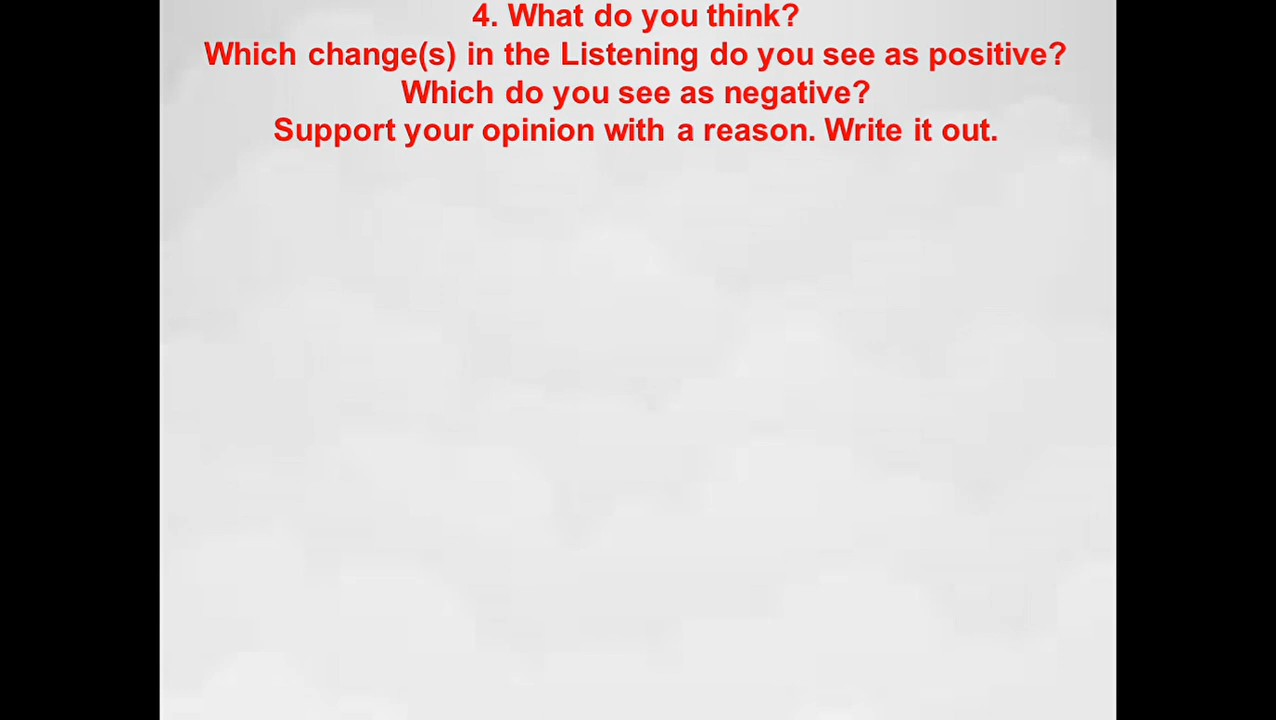 4. What do you think?
Which change(s) in the Listening do you see as positive?
Which do you see as negative?
Support your opinion with a reason. Write it out.